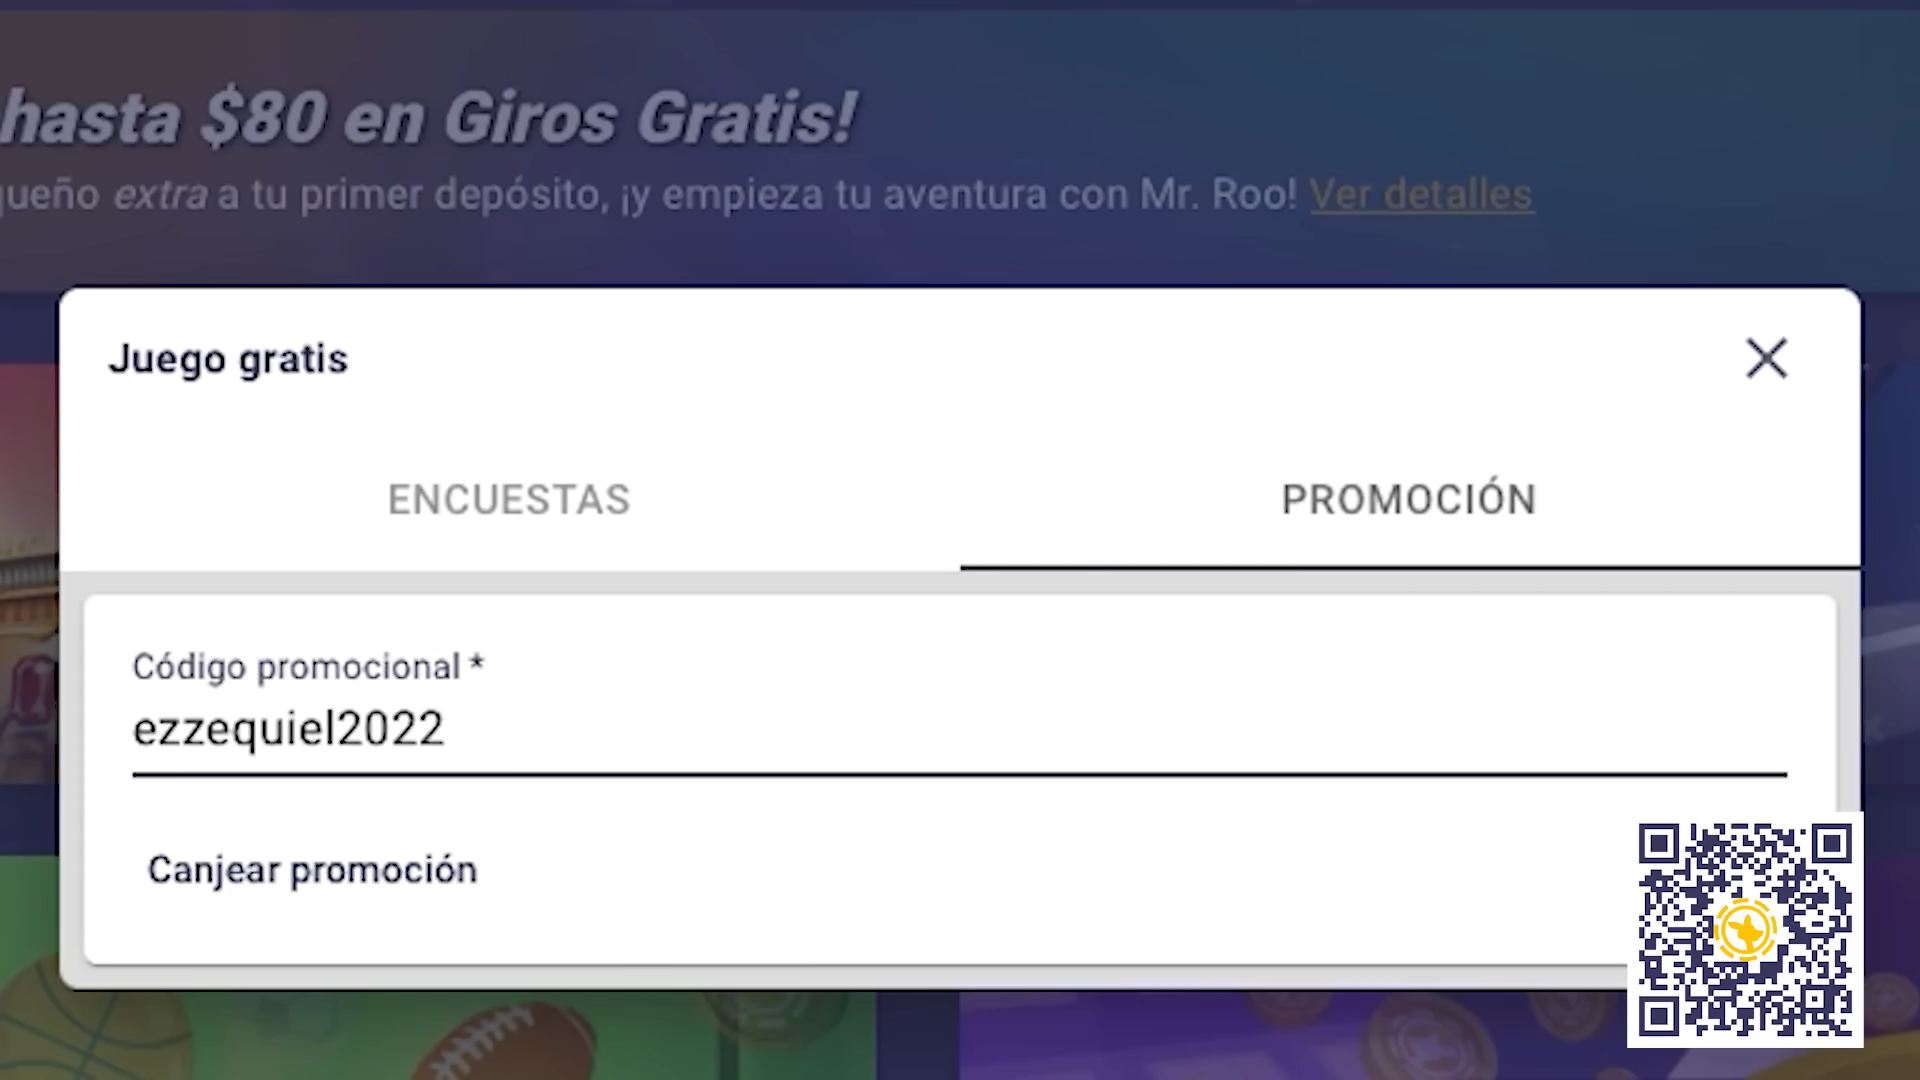 hasta $80 en Giros Gratis!
extra a tu primer depósito, ¡y empieza tu aventura con Mr. Roo! Ver detalles
Juego gratis
ENCUESTAS
PROMOCIÓN
Código promocional *
ezzequiel2022
Canjear promoción